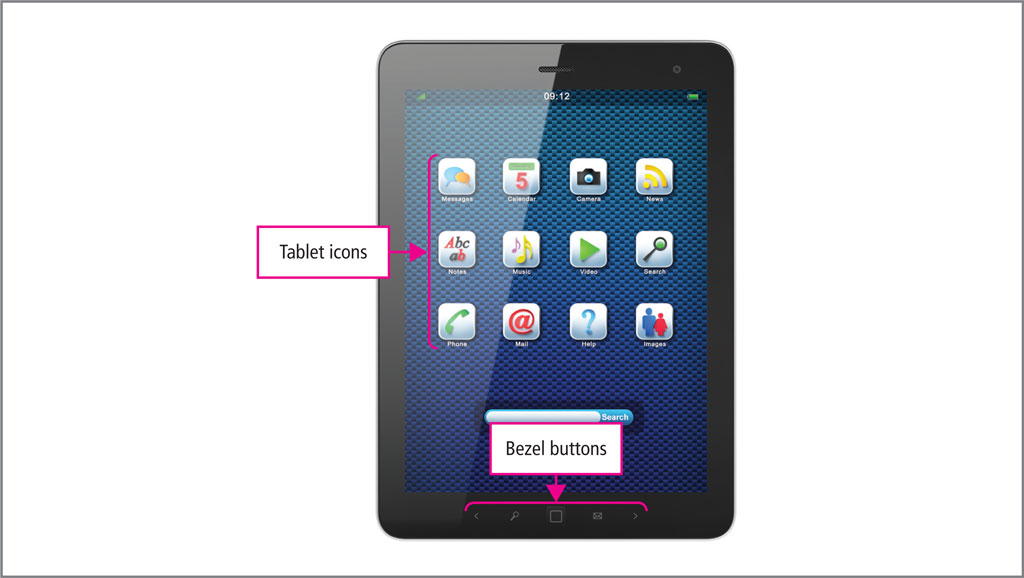 09:12
Messages Calendar Camera News
Tablet icons
Abc
ab
Notes Music Video Search
Phone Mail Help Images
Search
Bezel buttons
5
@
?